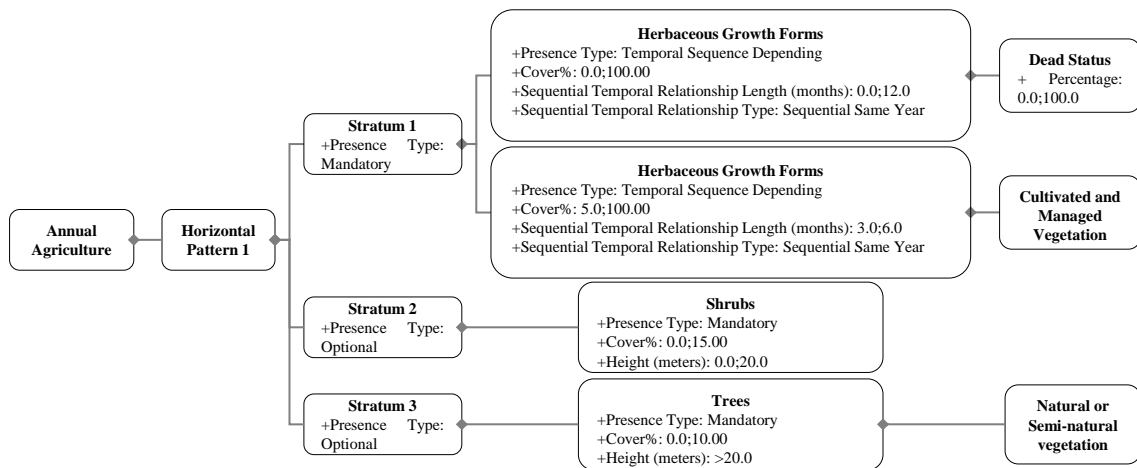 Herbaceous Growth Forms
+Presence Type: Temporal Sequence Depending
+Cover%: 0.0;100.00
+Sequential Temporal Relationship Length (months): 0.0;12.0
+Sequential Temporal Relationship Type: Sequential Same Year
Dead Status
+ Percentage:
0.0;100.0
Stratum 1
+Presence Type:
Mandatory
Herbaceous Growth Forms
+Presence Type: Temporal Sequence Depending
+Cover%: 5.0;100.00
+Sequential Temporal Relationship Length (months): 3.0;6.0
+Sequential Temporal Relationship Type: Sequential Same Year
Cultivated and
Managed
Vegetation
Annual
Agriculture
Horizontal
Pattern 1
Stratum 2
+Presence Type:
Optional
Shrubs
+Presence Type: Mandatory
+Cover%: 0.0;15.00
+Height (meters): 0.0;20.0
Stratum 3
+Presence Type:
Optional
Trees
+Presence Type: Mandatory
+Cover%: 0.0;10.00
+Height (meters): >20.0
Natural or
Semi-natural
vegetation